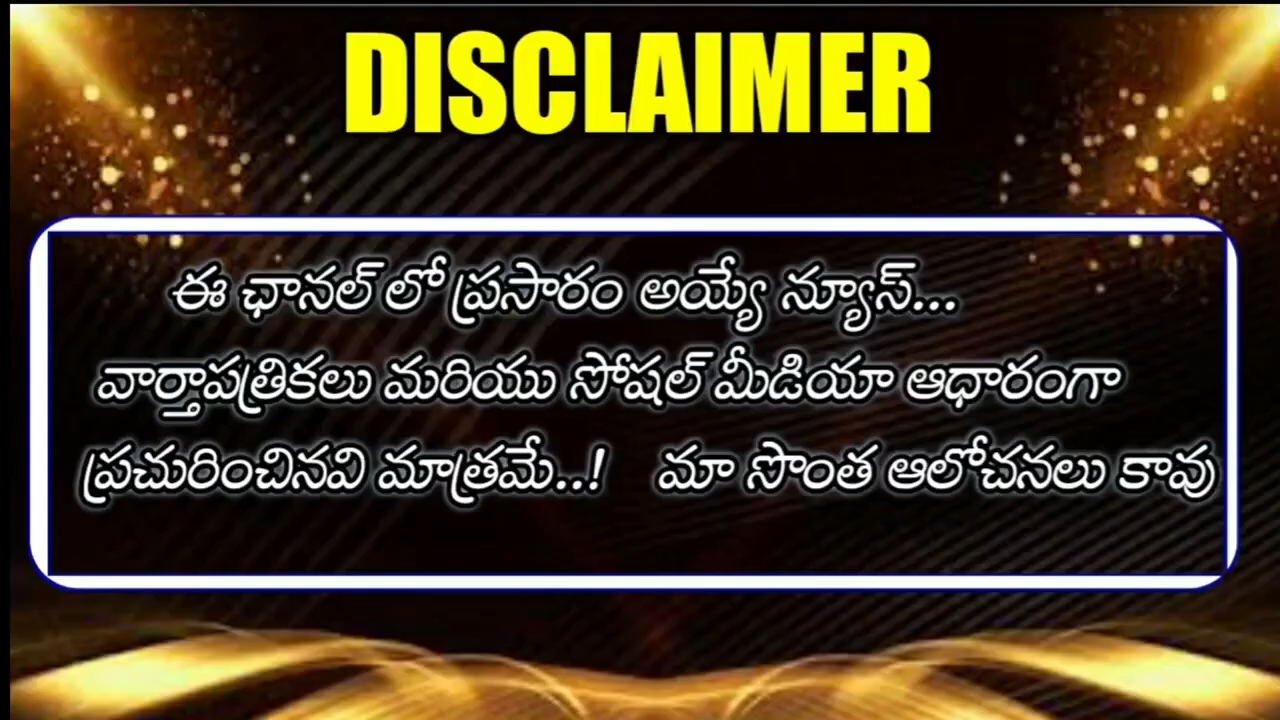 DISCLAIMER
ఈ ఛానల్ లో ప్రసారం అయ్యే న్యూస్...
వార్తాపత్రికలు మరియు సోషల్ మీడియా ఆధారంగా
ప్రచురించినవి మాత్రమే..! మా సొంత ఆలోచనలు కావు